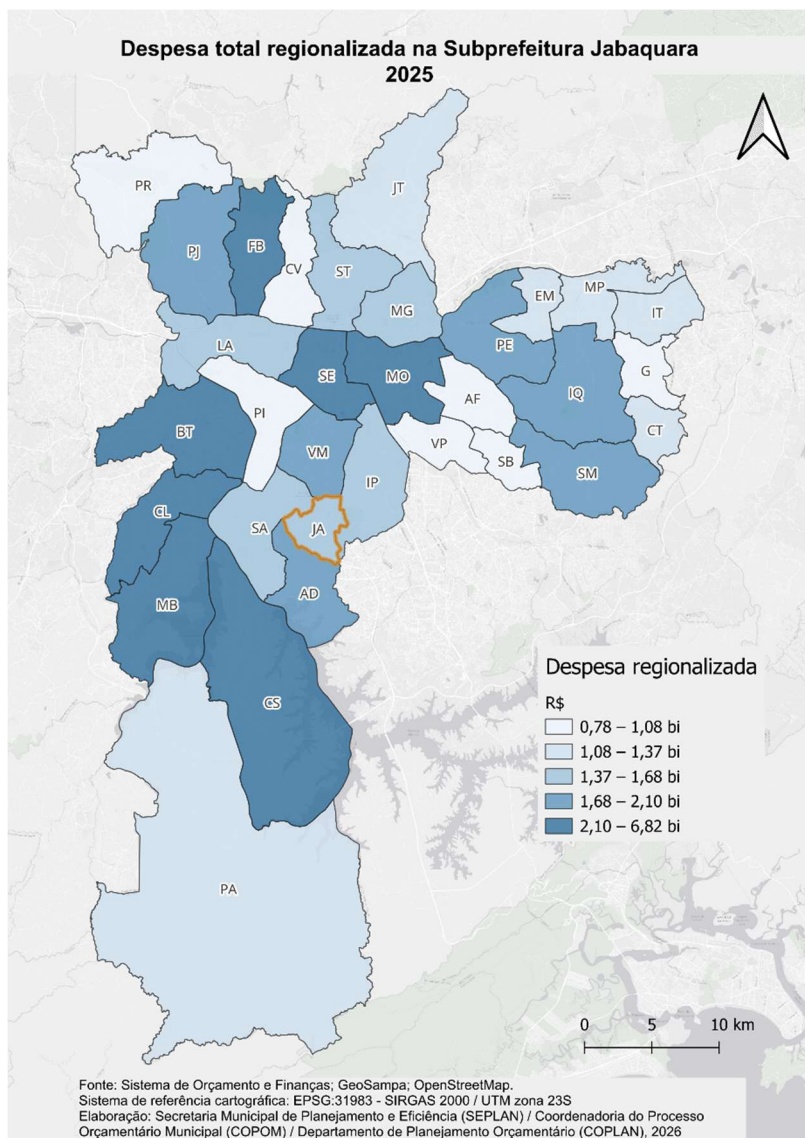 Despesa total regionalizada na Subprefeitura Jabaquara
2025
JT
PR
PJ
FB
CV
ST
EM
MP
IT
MG
LA
PE
SE
MO
G
IQ
AF
PI
BT
CT
VP
VM
SB
SM
IP
CL
SA
JA
AD
MB
CS
PA
Despesa regionalizada
R$
0,78 – 1,08 bi
1,08 – 1,37 bi
1,37 – 1,68 bi
1,68 – 2,10 bi
2,10 – 6,82 bi
0 5 10 km
Fonte: Sistema de Orçamento e Finanças; GeoSampa; OpenStreetMap.
Sistema de referência cartográfica: EPSG:31983 - SIRGAS 2000 / UTM zona 23S
Elaboração: Secretaria Municipal de Planejamento e Eficiência (SEPLAN) / Coordenadoria do Processo
Orçamentário Municipal (COPOM) / Departamento de Planejamento Orçamentário (COPLAN), 2026